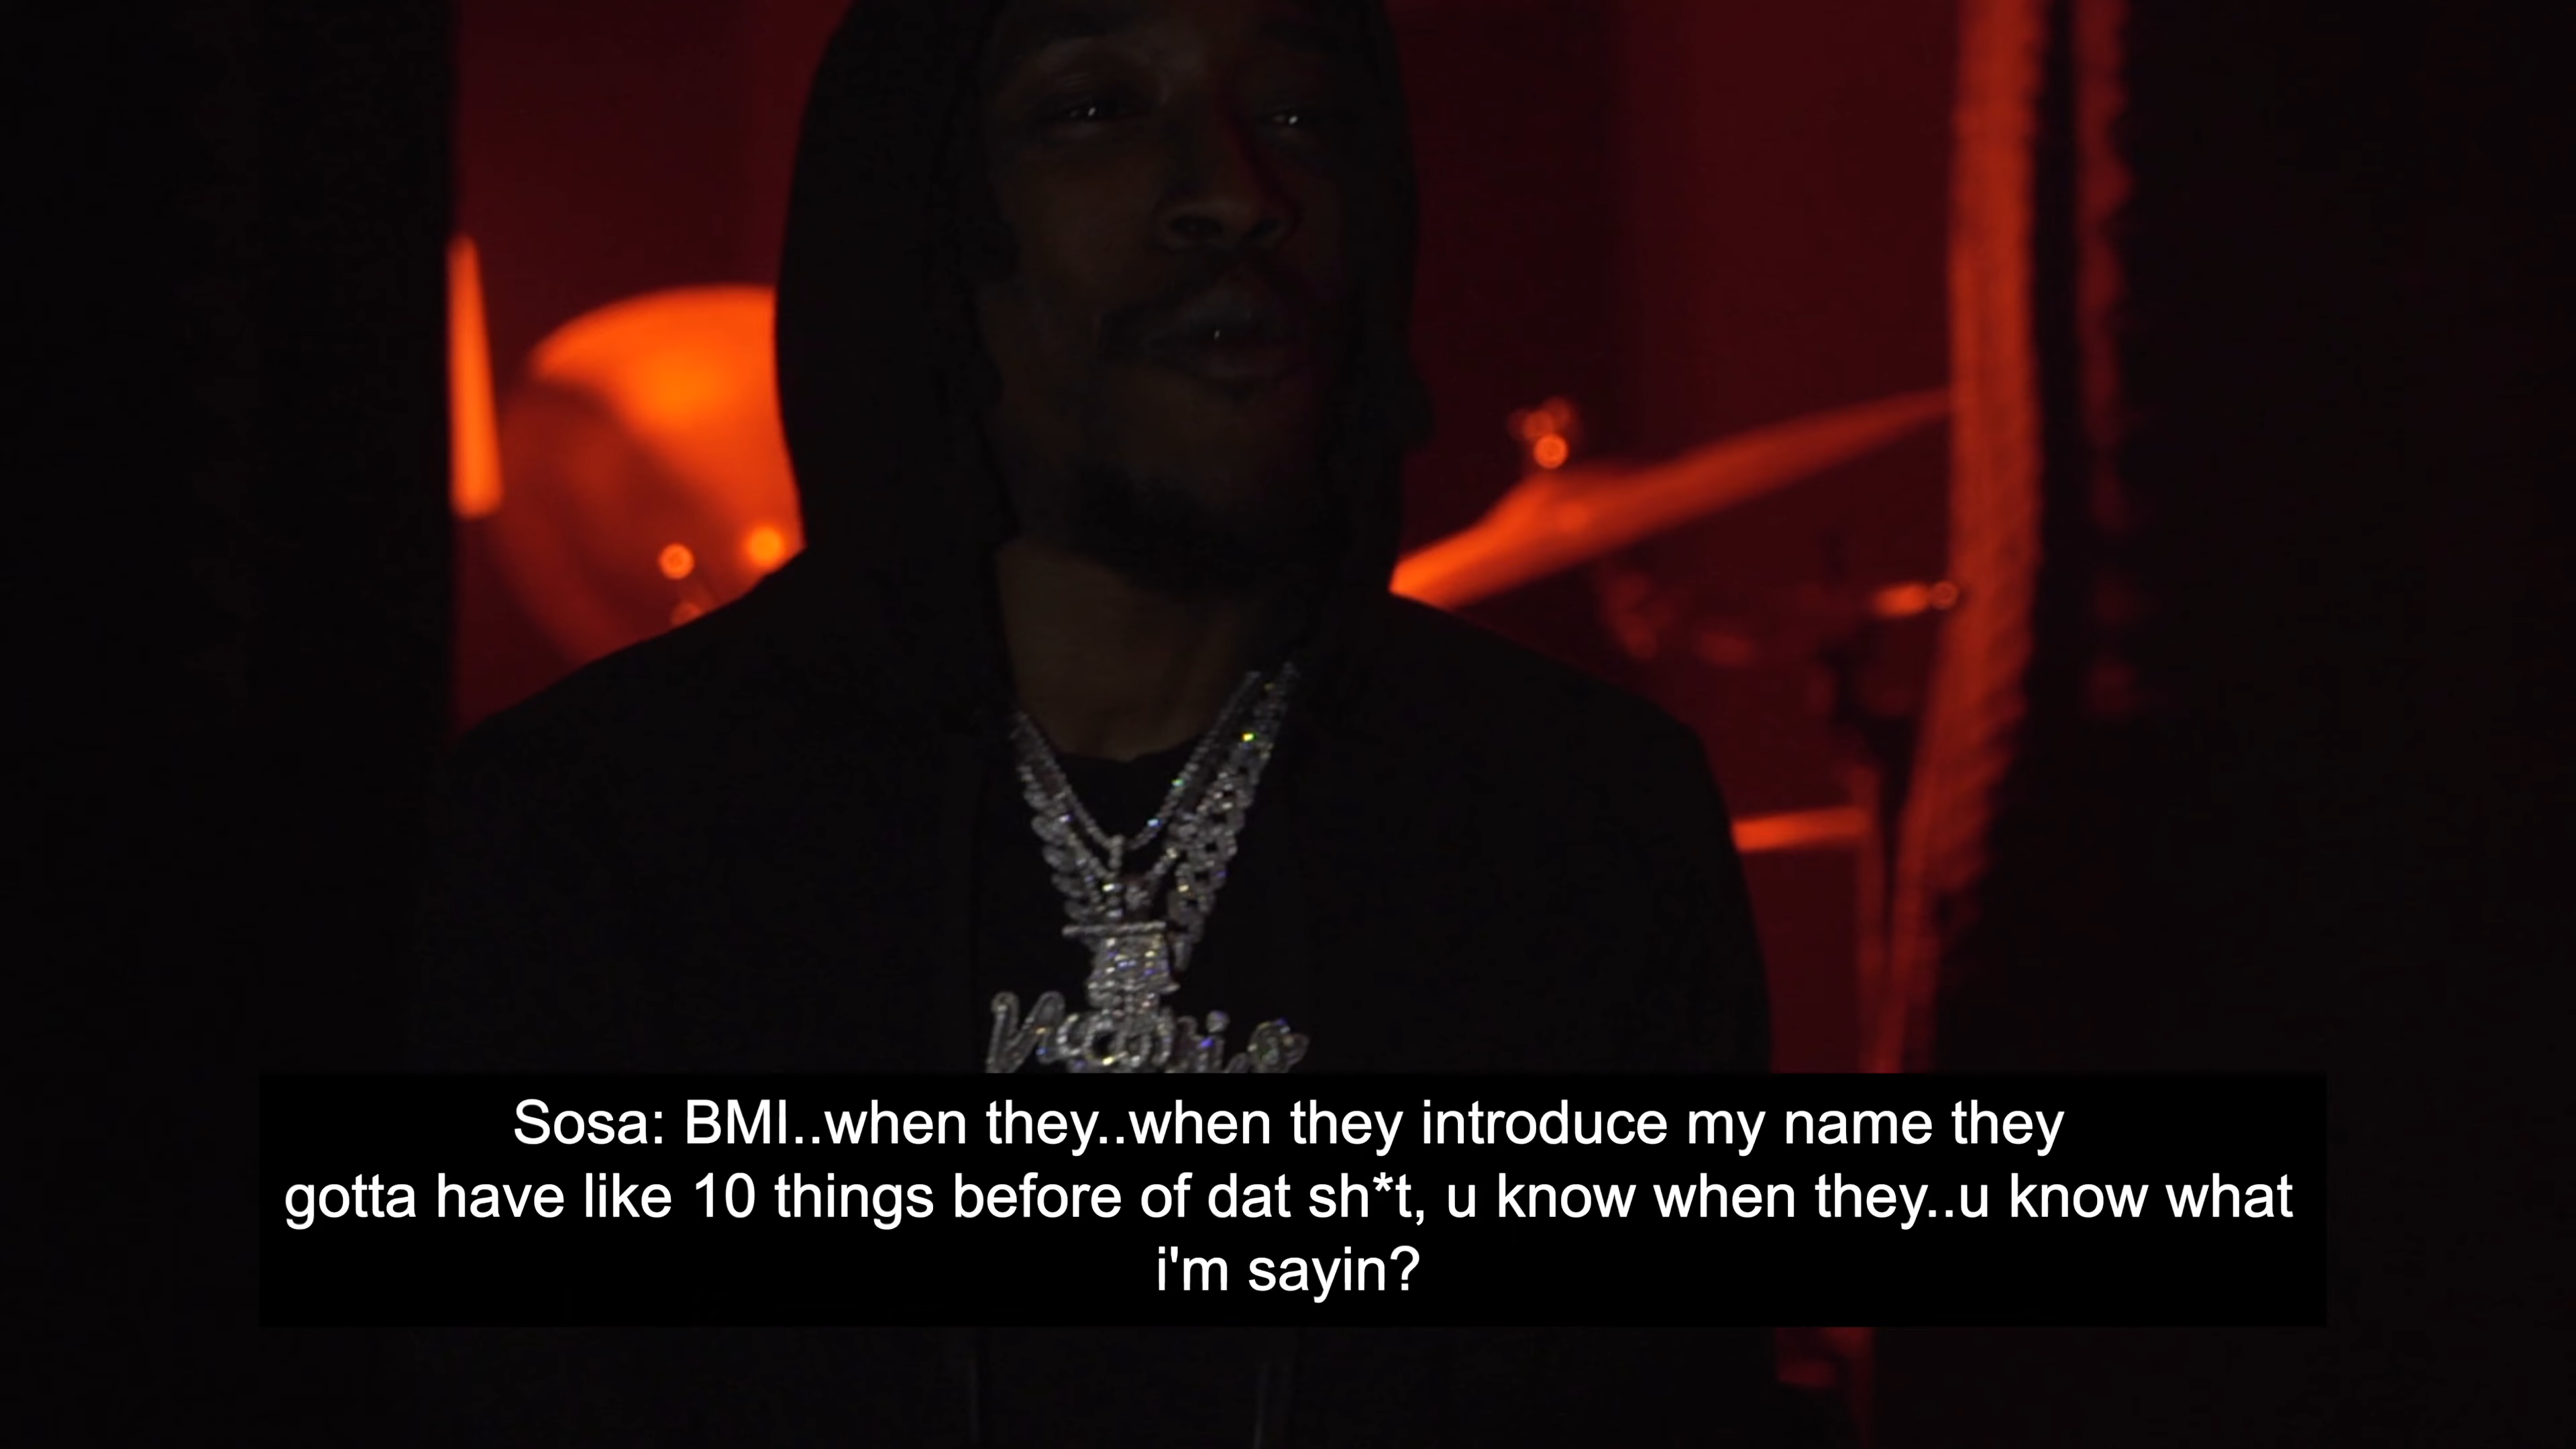 Sosa: BMI..when they..when they introduce my name they
gotta have like 10 things before of dat sh*t, u know when they..u know what
i'm sayin?